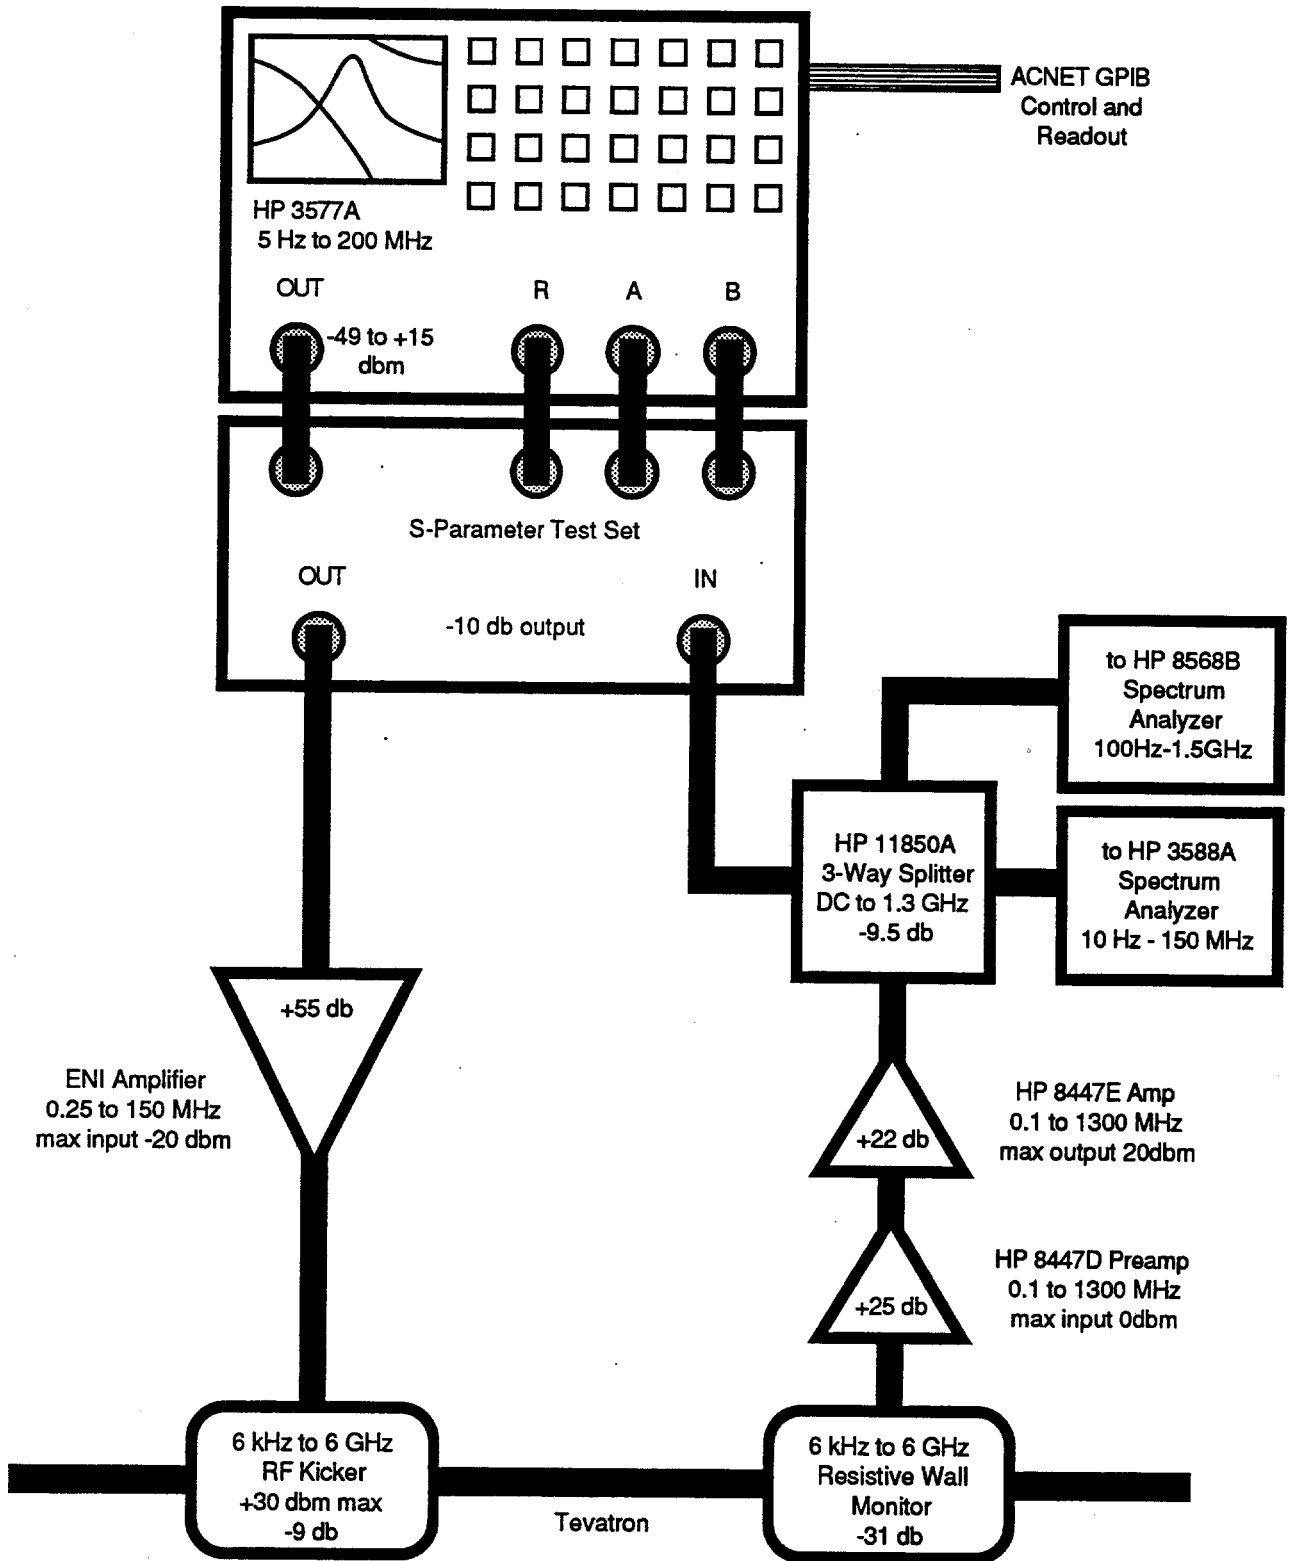 ACNET GPIB
Control and
Readout
HP 3577A
5 Hz to 200 MHz
OUT
R
A
B
-49 to +15
dbm
S-Parameter Test Set
OUT
IN
-10 db output
to HP 8568B
Spectrum
Analyzer
100Hz-1.5GHz
HP 11850A
3-Way Splitter
DC to 1.3 GHz
-9.5 db
to HP 3588A
Spectrum
Analyzer
10 Hz - 150 MHz
+55 db
ENI Amplifier
0.25 to 150 MHz
max input -20 dbm
+22 db
HP 8447E Amp
0.1 to 1300 MHz
max output 20dbm
+25 db
HP 8447D Preamp
0.1 to 1300 MHz
max input 0dbm
6 kHz to 6 GHz
RF Kicker
+30 dbm max
-9 db
Tevatron
6 kHz to 6 GHz
Resistive Wall
Monitor
-31 db